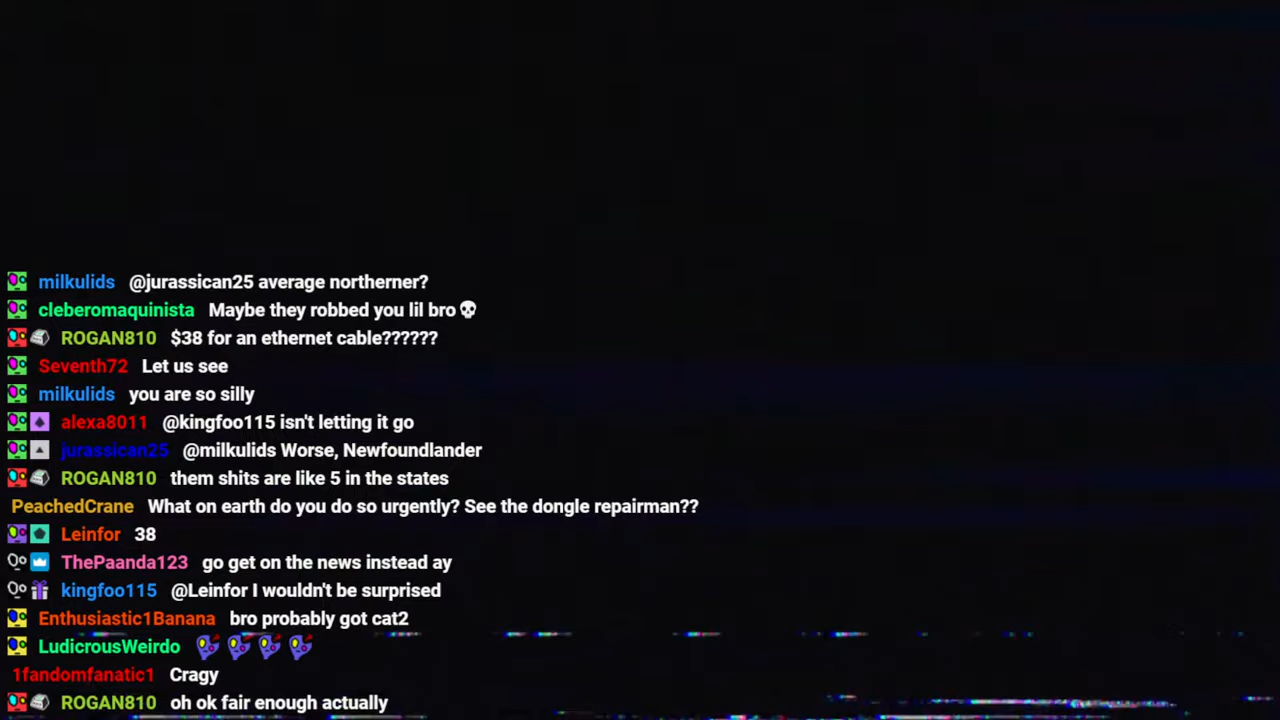 milkulids @jurassican25 average northerner?
cleberomaquinista Maybe they robbed you lil bro💀
ROGAN810 $38 for an ethernet cable??????
Seventh72 Let us see
milkulids you are so silly
alexa8011 @kingfoo115 isn't letting it go
jurassican25 @milkulids Worse, Newfoundlander
ROGAN810 them shits are like 5 in the states
PeachedCrane What on earth do you do so urgently? See the dongle repairman??
Leinfor 38
ThePaanda123 go get on the news instead ay
kingfoo115 @Leinfor I wouldn't be surprised
Enthusiastic1Banana bro probably got cat2
LudicrousWeirdo
1fandomfanatic1 Cragy
ROGAN810 oh ok fair enough actually